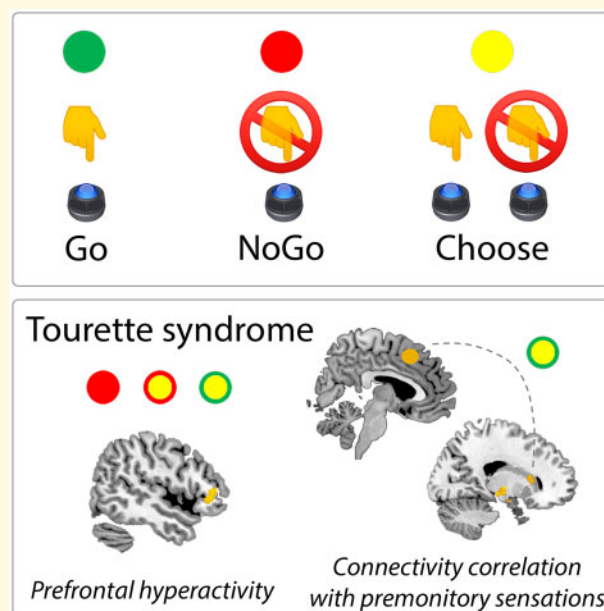 Go NoGo Choose
Tourette syndrome
Prefrontal hyperactivity
Connectivity correlation
with premonitory sensations